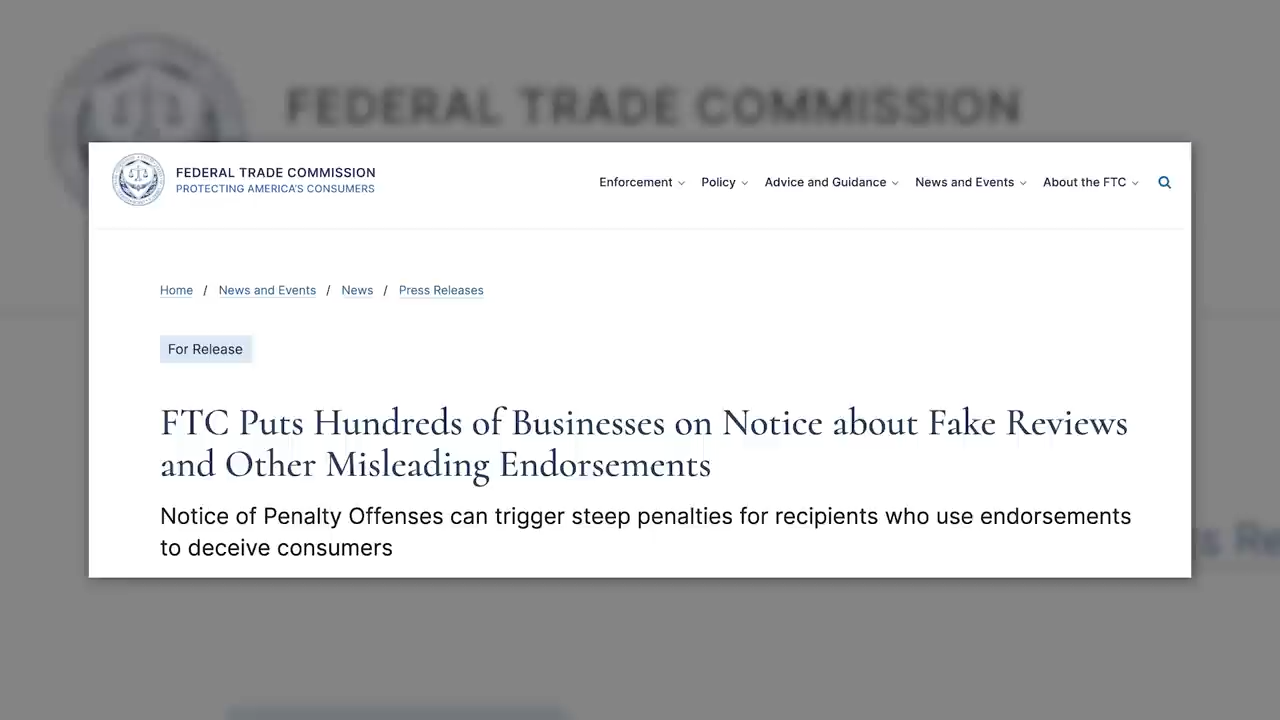 FEDERAL TRADE COMMISSION
FEDERAL TRADE COMMISSION
PROTECTING AMERICA'S CONSUMERS
Enforcement Policy Advice and Guidance News and Events About the FTC
Home / News and Events / News / Press Releases
For Release
FTC Puts Hundreds of Businesses on Notice about Fake Reviews
and Other Misleading Endorsements
Notice of Penalty Offenses can trigger steep penalties for recipients who use endorsements
to deceive consumers